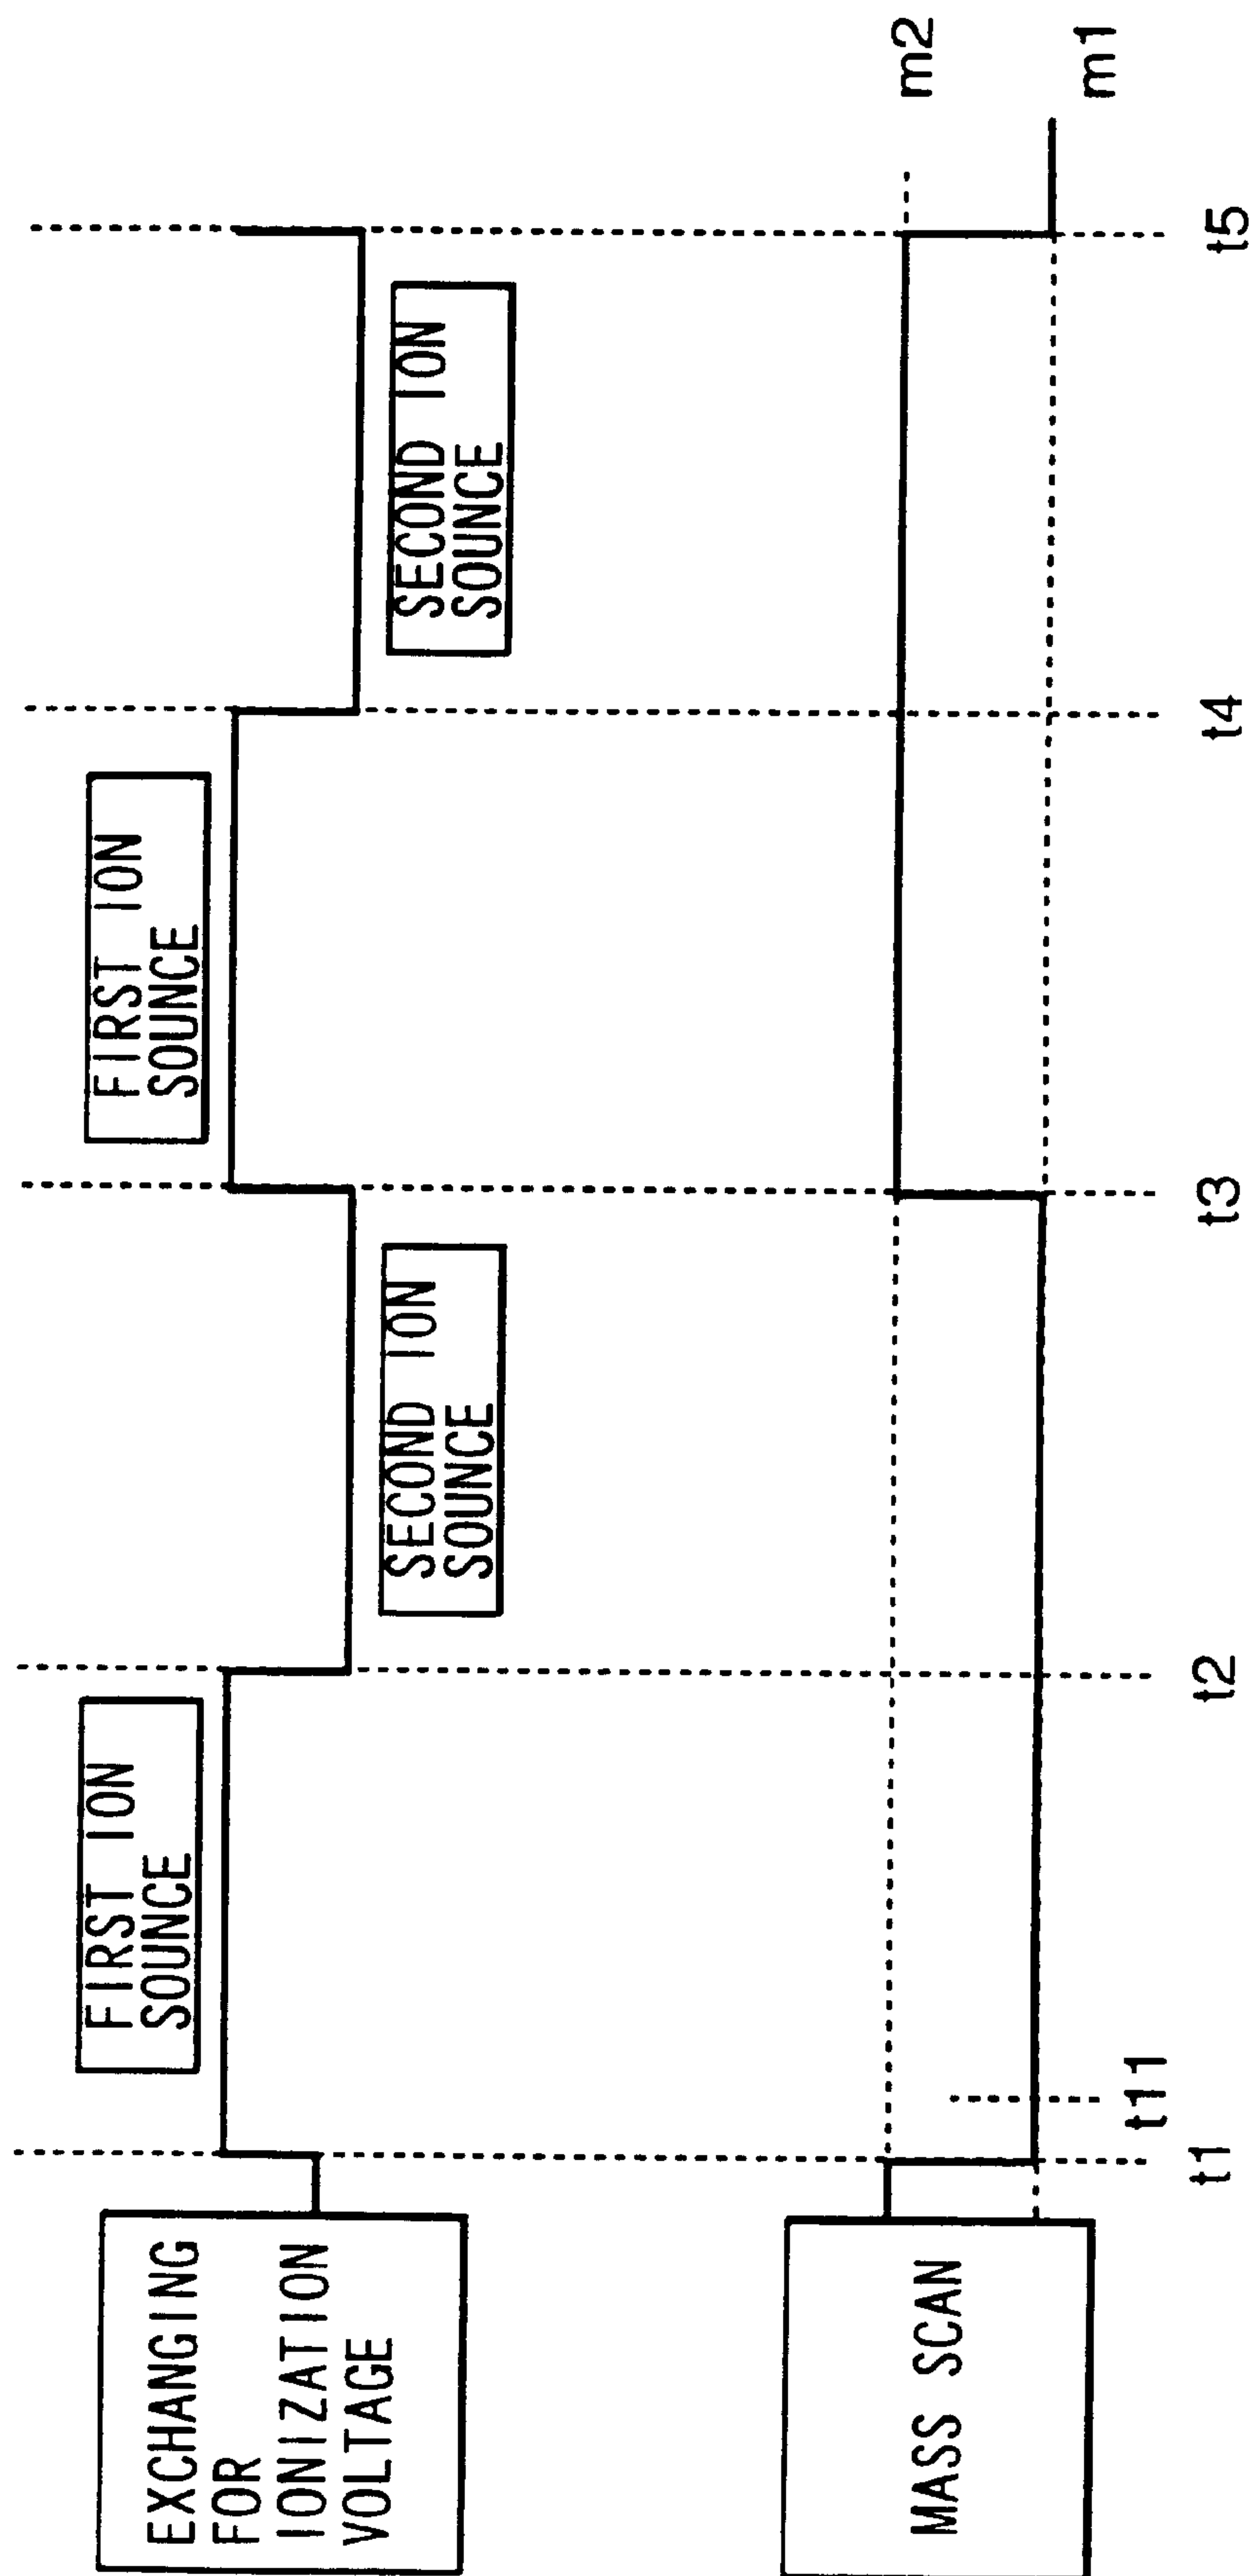 EXCHANGING
FOR
IONIZATION
VOLTAGE
FIRST ION
SOUNCE
SECOND ION
SOUNCE
FIRST ION
SOUNCE
SECOND ION
SOUNCE
MASS SCAN
m2
m1
t1
t11
t2
t3
t4
t5